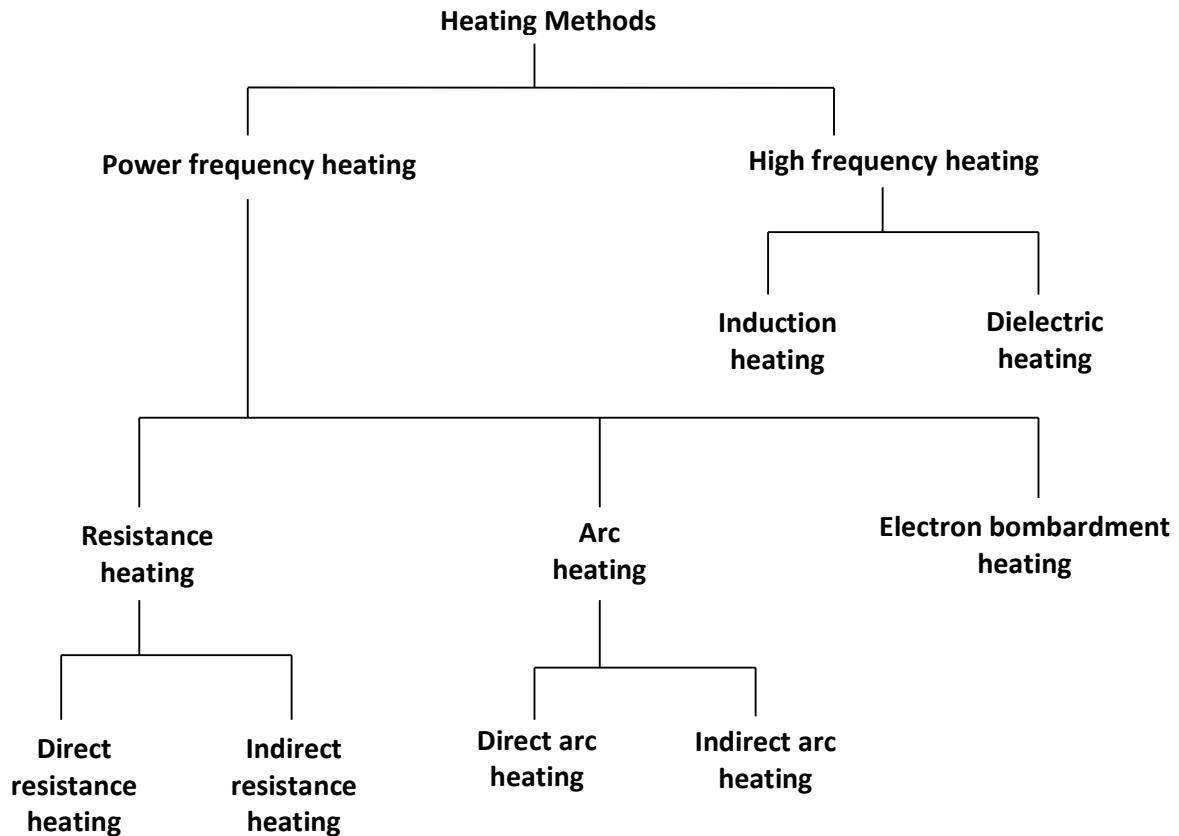 Heating Methods
Power frequency heating
High frequency heating
Induction
heating
Dielectric
heating
Resistance
heating
Arc
heating
Electron bombardment
heating
Direct
resistance
heating
Indirect
resistance
heating
Direct arc
heating
Indirect arc
heating